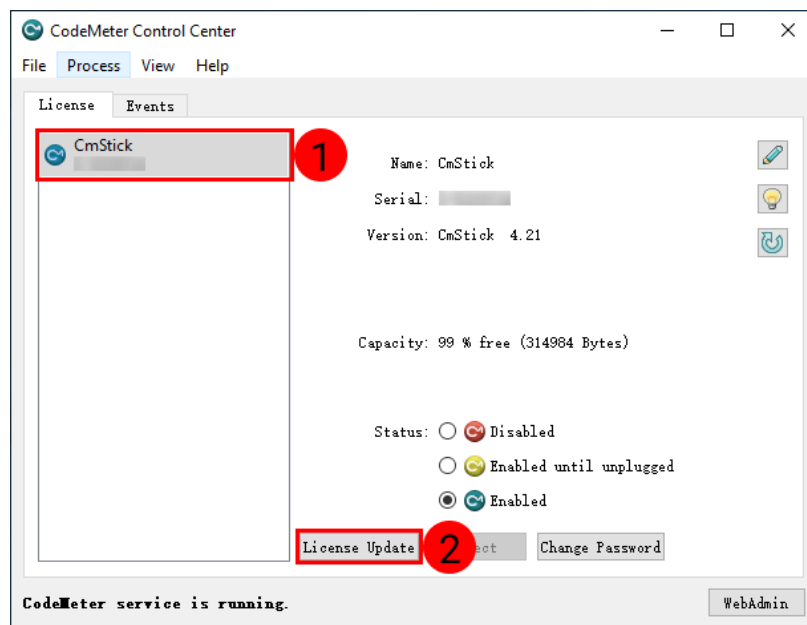 CodeMeter Control Center
File Process View Help
License Events
CmStick
1
Name: CmStick
Serial:
Version: CmStick 4.21
Capacity: 99 % free (314984 Bytes)
Status: Disabled
Enabled until unplugged
Enabled
License Update 2 Change Password
CodeMeter service is running. WebAdmin